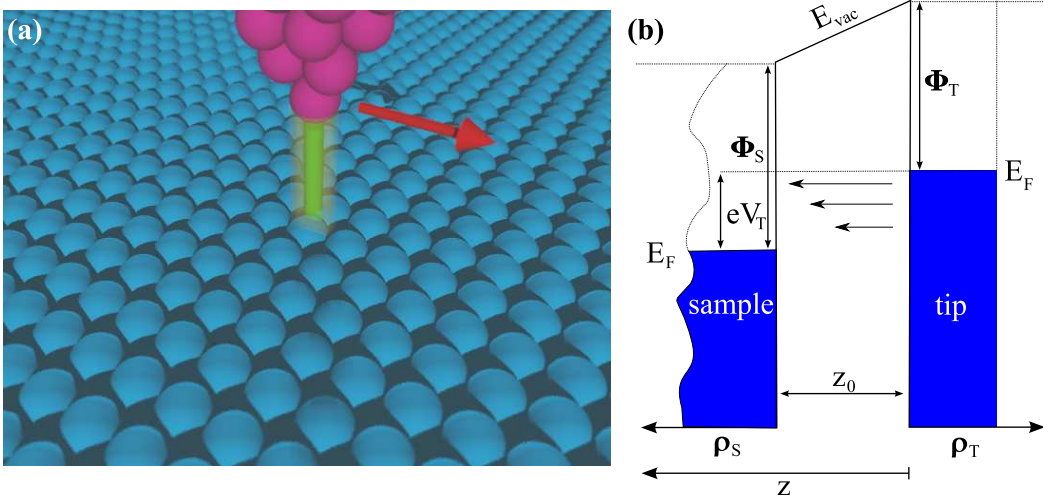 (a)
(b)
E_vac
Φ_T
Φ_S
E_F
eV_T
E_F
sample
tip
z_0
ρ_S
ρ_T
z